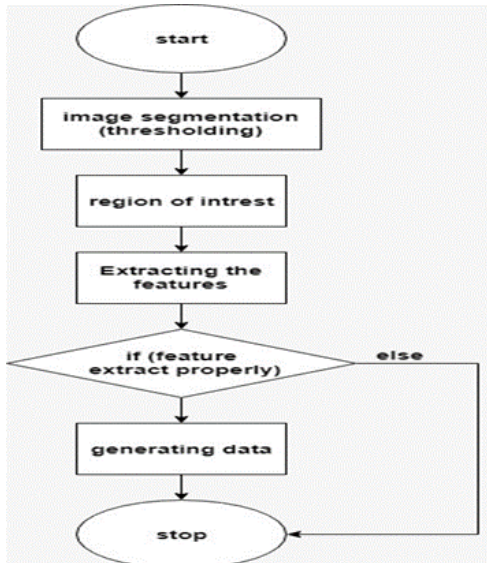 start
image segmentation
(thresholding)
region of intrest
Extracting the
features
if (feature
extract properly)
else
generating data
stop